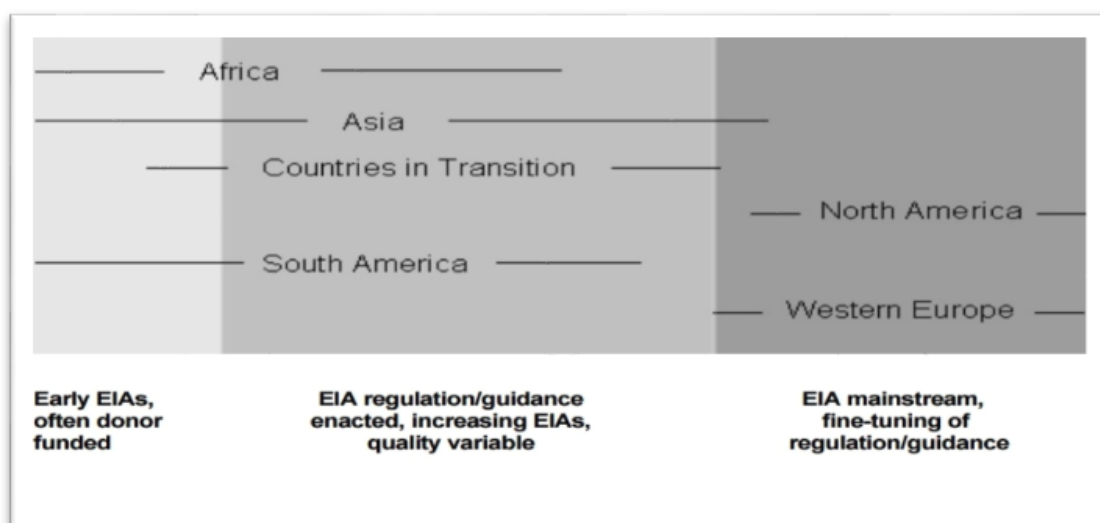 Africa
Asia
Countries in Transition
North America
South America
Western Europe
Early EIAs,
often donor
funded
EIA regulation/guidance
enacted, increasing EIAs,
quality variable
EIA mainstream,
fine-tuning of
regulation/guidance